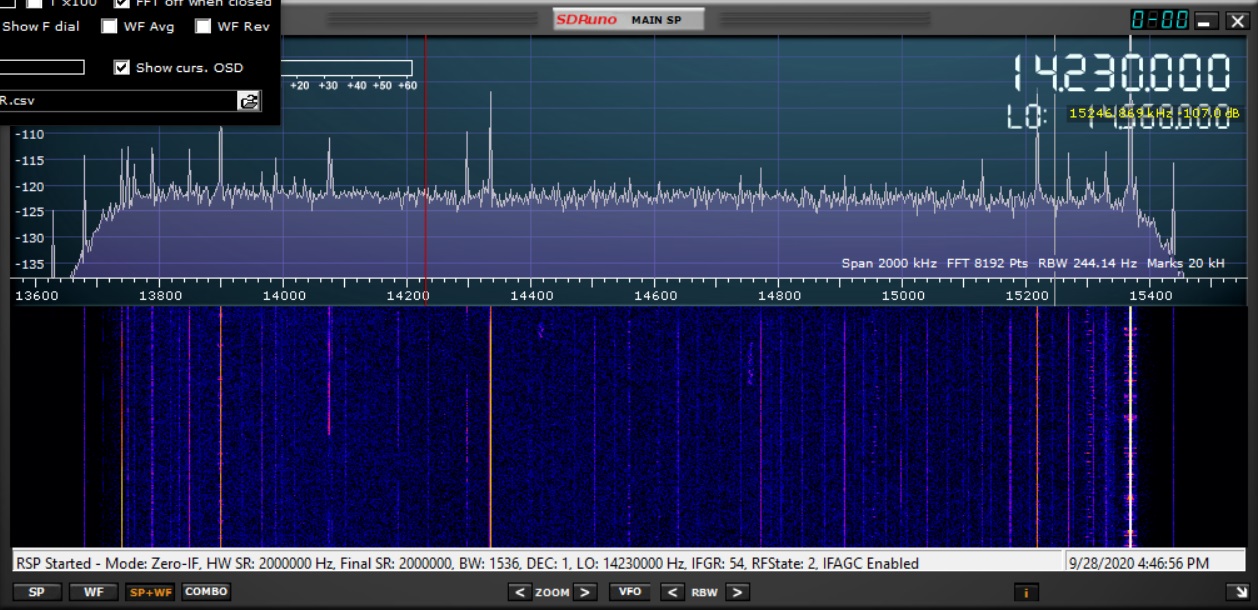 T x100 FFT off when closed
Show F dial WF Avg WF Rev
Show curs. OSD
R.csv
SDRuno MAIN SP
0-00
+20 +30 +40 +50 +60
14.230.000
LO:
15246.869 kHz -107.0 dB
-110
-115
-120
-125
-130
-135
Span 2000 kHz FFT 8192 Pts RBW 244.14 Hz Marks 20 kH
13600 13800 14000 14200 14400 14600 14800 15000 15200 15400
RSP Started - Mode: Zero-IF, HW SR: 2000000 Hz, Final SR: 2000000, BW: 1536, DEC: 1, LO: 14230000 Hz, IFGR: 54, RFState: 2, IFAGC Enabled 9/28/2020 4:46:56 PM
SP WF SP+WF COMBO < ZOOM > VFO < RBW > i